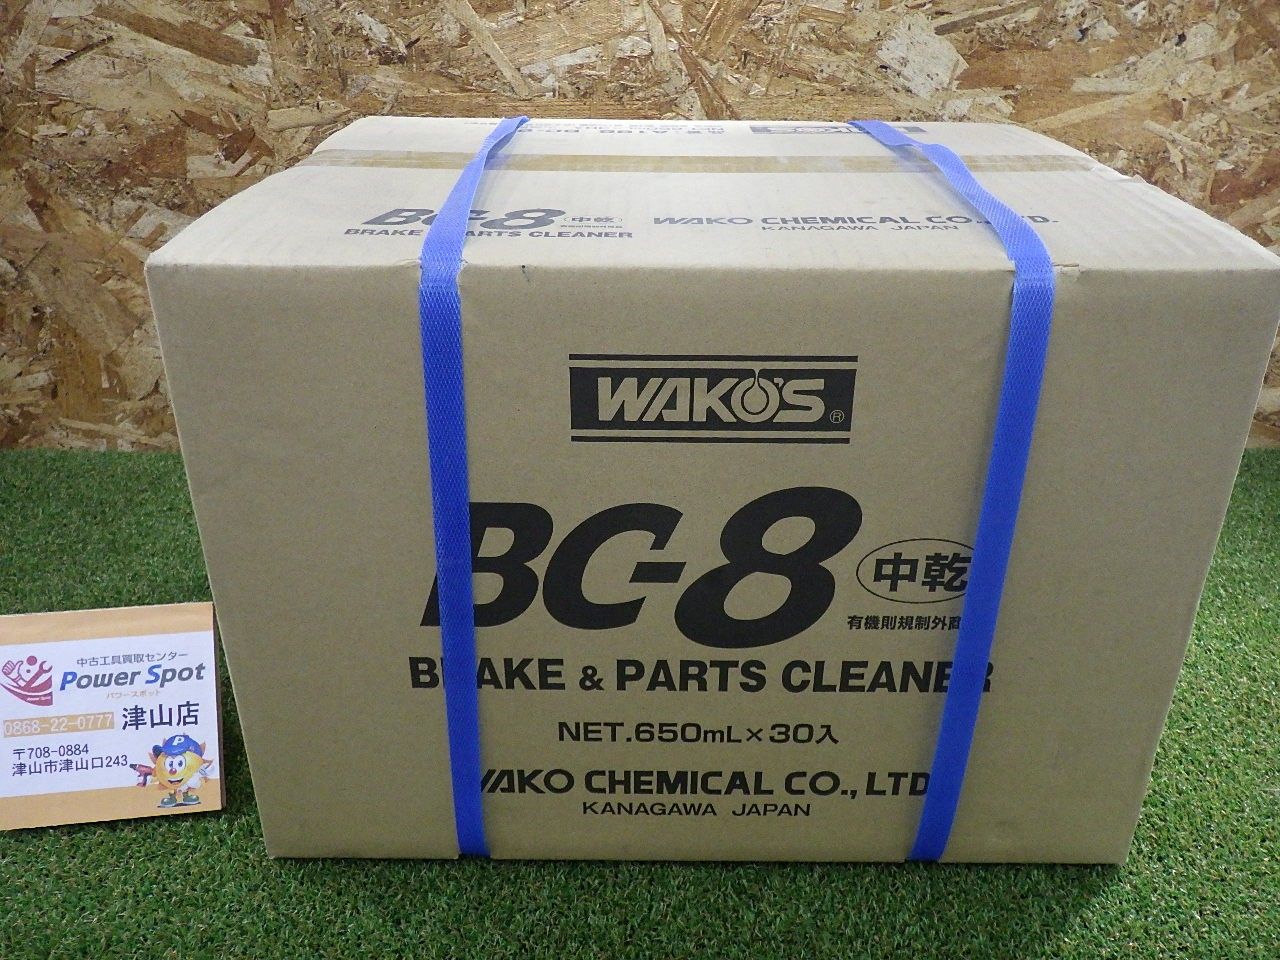 BC-8 中乾
BRAKE & PARTS CLEANER
WAKO CHEMICAL CO., LTD.
KANAGAWA JAPAN
WAKO'S®
BC-8 中乾
有機則規制外商
BRAKE & PARTS CLEANER
NET.650mL×30入
WAKO CHEMICAL CO., LTD
KANAGAWA JAPAN
中古工具買取センター
Power Spot
パワースポット
0868-22-0777 津山店
〒708-0884
津山市津山口243